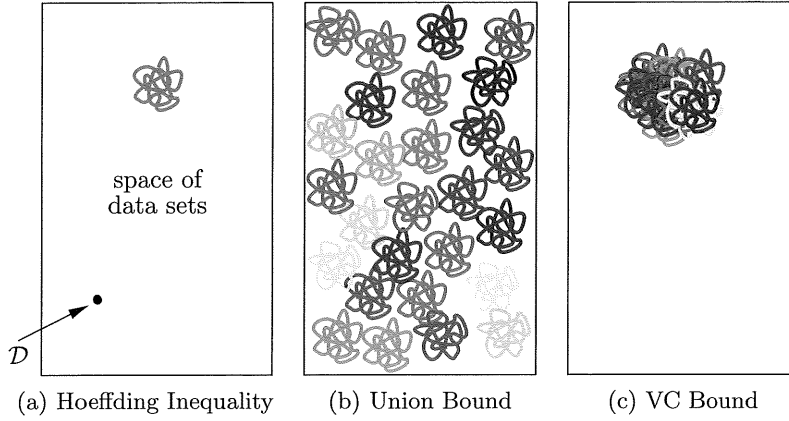 space of
data sets
D
(a) Hoeffding Inequality
(b) Union Bound
(c) VC Bound